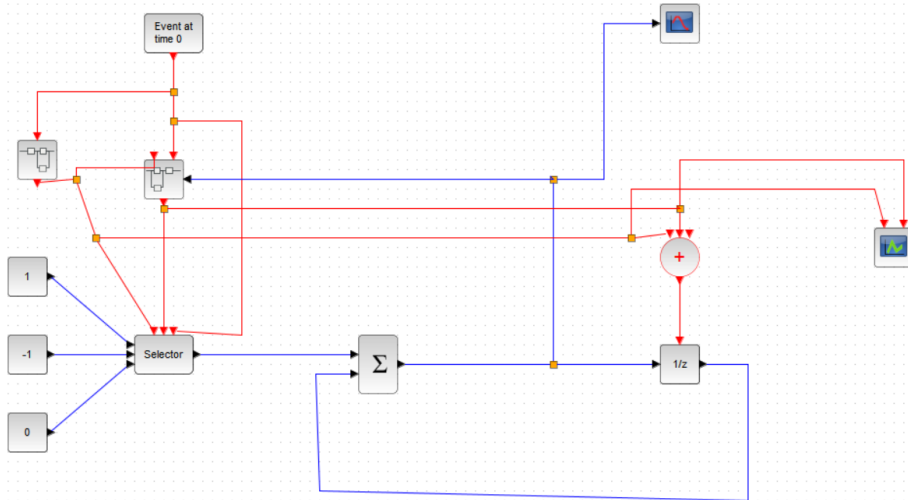 Event at
time 0
+
1
-1
Selector
Σ
1/z
0